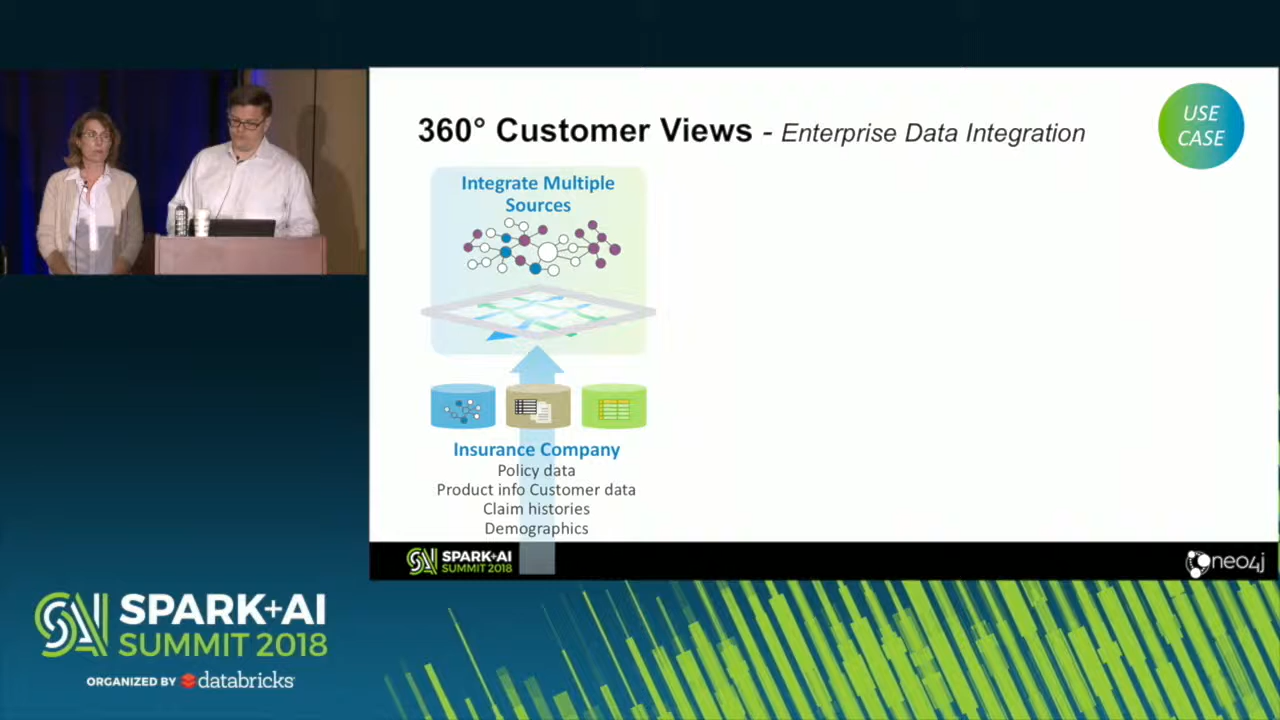 360° Customer Views - Enterprise Data Integration
USE
CASE
Integrate Multiple
Sources
Insurance Company
Policy data
Product info Customer data
Claim histories
Demographics
SPARK+AI
SUMMIT 2018
neo4j
SPARK+AI
SUMMIT 2018
ORGANIZED BY databricks